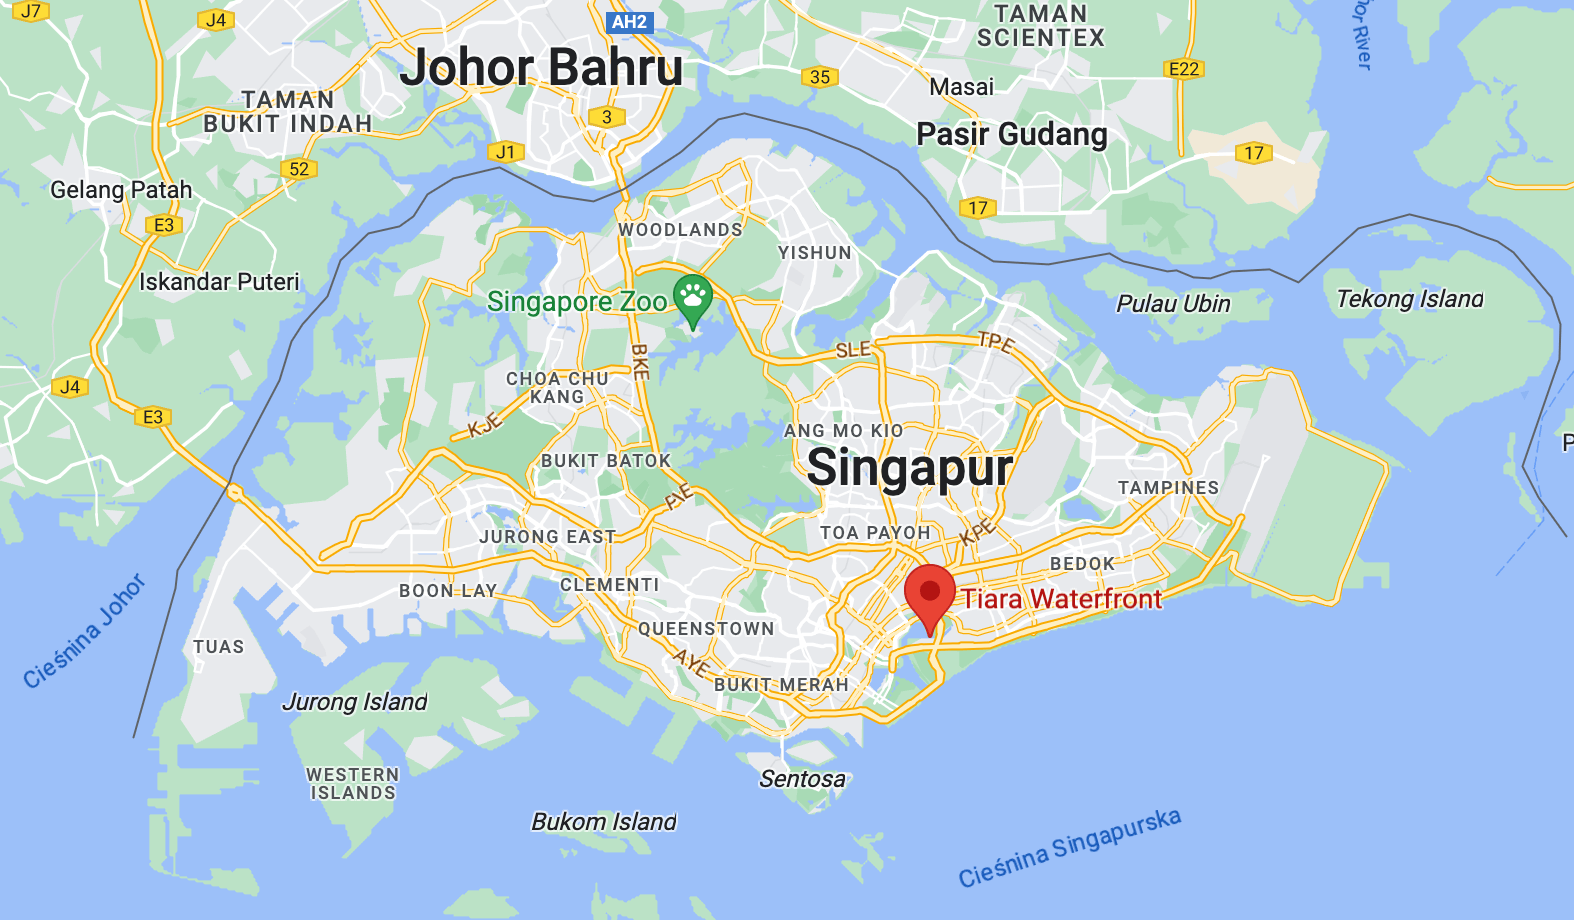 J7
J4
AH2
TAMAN
SCIENTEX
Johor Bahru
35
Masai
E22
TAMAN
BUKIT INDAH
3
Pasir Gudang
J1
17
52
Gelang Patah
E3
17
WOODLANDS
YISHUN
Iskandar Puteri
Singapore Zoo
Pulau Ubin
Tekong Island
BKE
SLE
TPE
J4
CHOA CHU
KANG
E3
KJE
ANG MO KIO
BUKIT BATOK
Singapur
TAMPINES
PIE
JURONG EAST
TOA PAYOH
KPE
BEDOK
BOON LAY
CLEMENTI
Tiara Waterfront
Cieśnina Johor
QUEENSTOWN
TUAS
AYE
BUKIT MERAH
Jurong Island
WESTERN
ISLANDS
Sentosa
Bukom Island
Cieśnina Singapurska